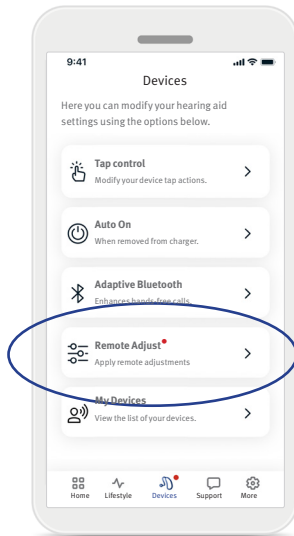 9:41
Devices
Here you can modify your hearing aid
settings using the options below.
Tap control
Modify your device tap actions.
Auto On
When removed from charger.
Adaptive Bluetooth
Enhances hands-free calls.
Remote Adjust
Apply remote adjustments
My Devices
View the list of your devices.
Home Lifestyle Devices Support More